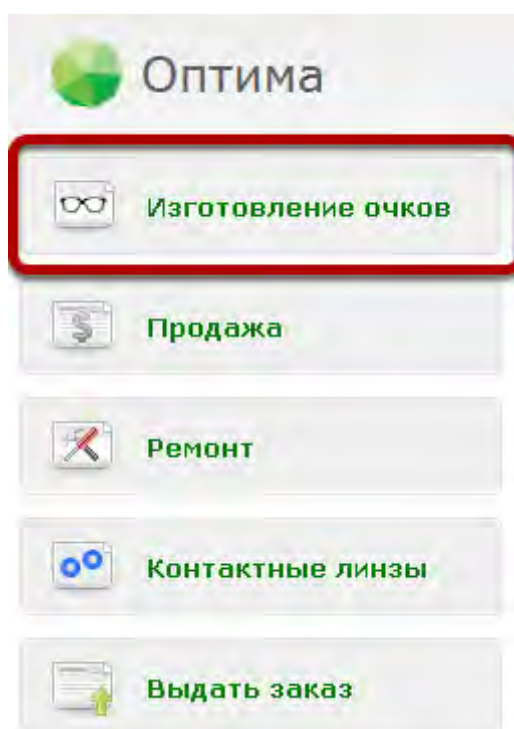 Оптима
Изготовление очков
Продажа
Ремонт
Контактные линзы
Выдать заказ